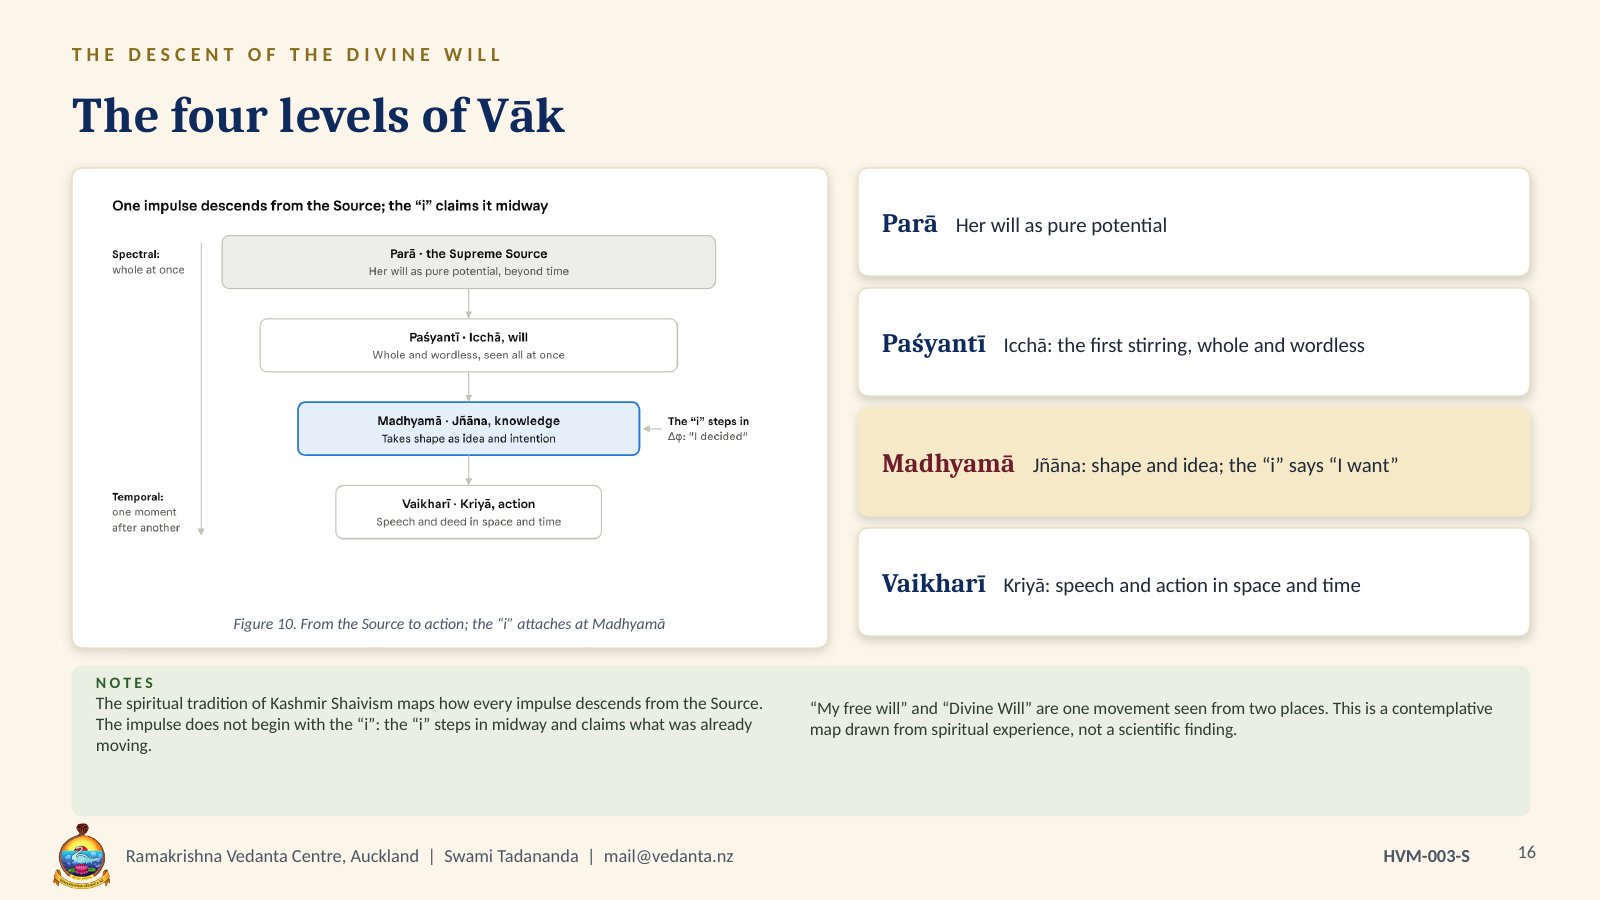 THE DESCENT OF THE DIVINE WILL
The four levels of Vāk
One impulse descends from the Source; the “i” claims it midway
Spectral:
whole at once
Parā · the Supreme Source
Her will as pure potential, beyond time
Paśyantī · Icchā, will
Whole and wordless, seen all at once
Madhyamā · Jñāna, knowledge
Takes shape as idea and intention
The “i” steps in
Δφ: “I decided”
Temporal:
one moment
after another
Vaikharī · Kriyā, action
Speech and deed in space and time
Figure 10. From the Source to action; the “i” attaches at Madhyamā
Parā Her will as pure potential
Paśyantī Icchā: the first stirring, whole and wordless
Madhyamā Jñāna: shape and idea; the “i” says “I want”
Vaikharī Kriyā: speech and action in space and time
NOTES
The spiritual tradition of Kashmir Shaivism maps how every impulse descends from the Source.
The impulse does not begin with the “i”: the “i” steps in midway and claims what was already
moving.
“My free will” and “Divine Will” are one movement seen from two places. This is a contemplative
map drawn from spiritual experience, not a scientific finding.
Ramakrishna Vedanta Centre, Auckland | Swami Tadananda | mail@vedanta.nz
HVM-003-S
16